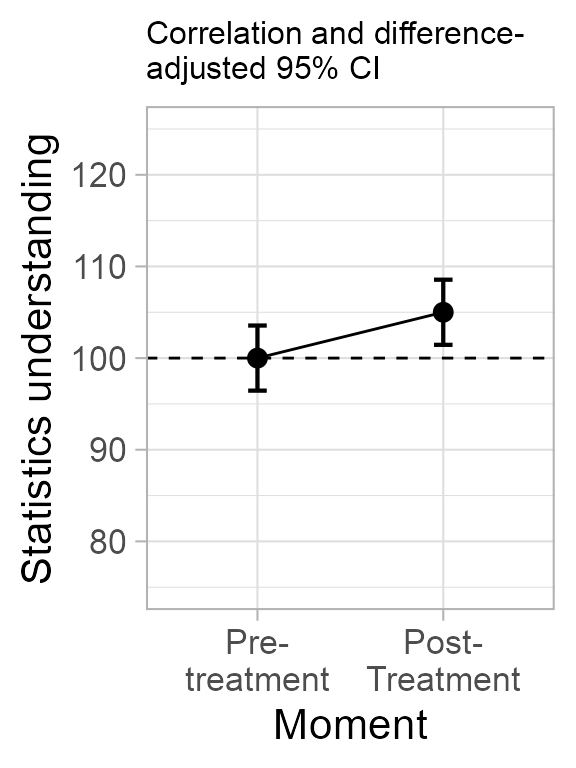 Correlation and difference-
adjusted 95% CI
Statistics understanding
120
110
100
90
80
Pre-
treatment
Post-
Treatment
Moment